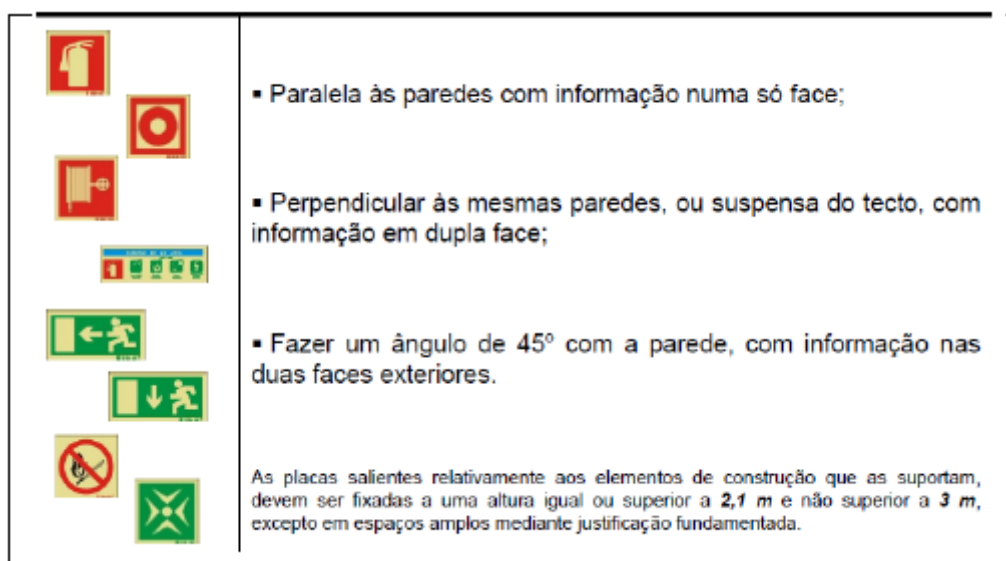 ▪ Paralela às paredes com informação numa só face;
▪ Perpendicular às mesmas paredes, ou suspensa do tecto, com
informação em dupla face;
▪ Fazer um ângulo de 45º com a parede, com informação nas
duas faces exteriores.
As placas salientes relativamente aos elementos de construção que as suportam,
devem ser fixadas a uma altura igual ou superior a 2,1 m e não superior a 3 m,
excepto em espaços amplos mediante justificação fundamentada.